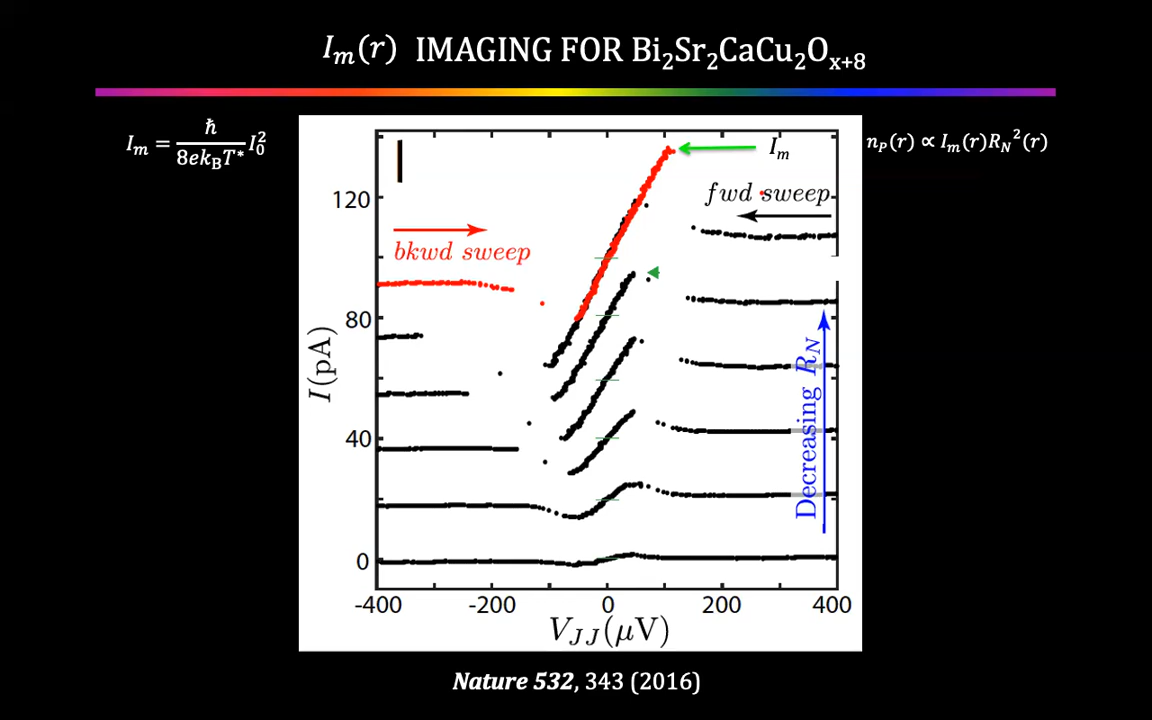 I_m(r) IMAGING FOR Bi₂Sr₂CaCu₂Oₓ₊₈
I_m = ħ / (8ek_BT*) I₀²
n_P(r) ∝ I_m(r)R_N²(r)
I_m
fwd sweep
bkwd sweep
120
80
40
0
I(pA)
Decreasing R_N
-400 -200 0 200 400
V_JJ(μV)
Nature 532, 343 (2016)